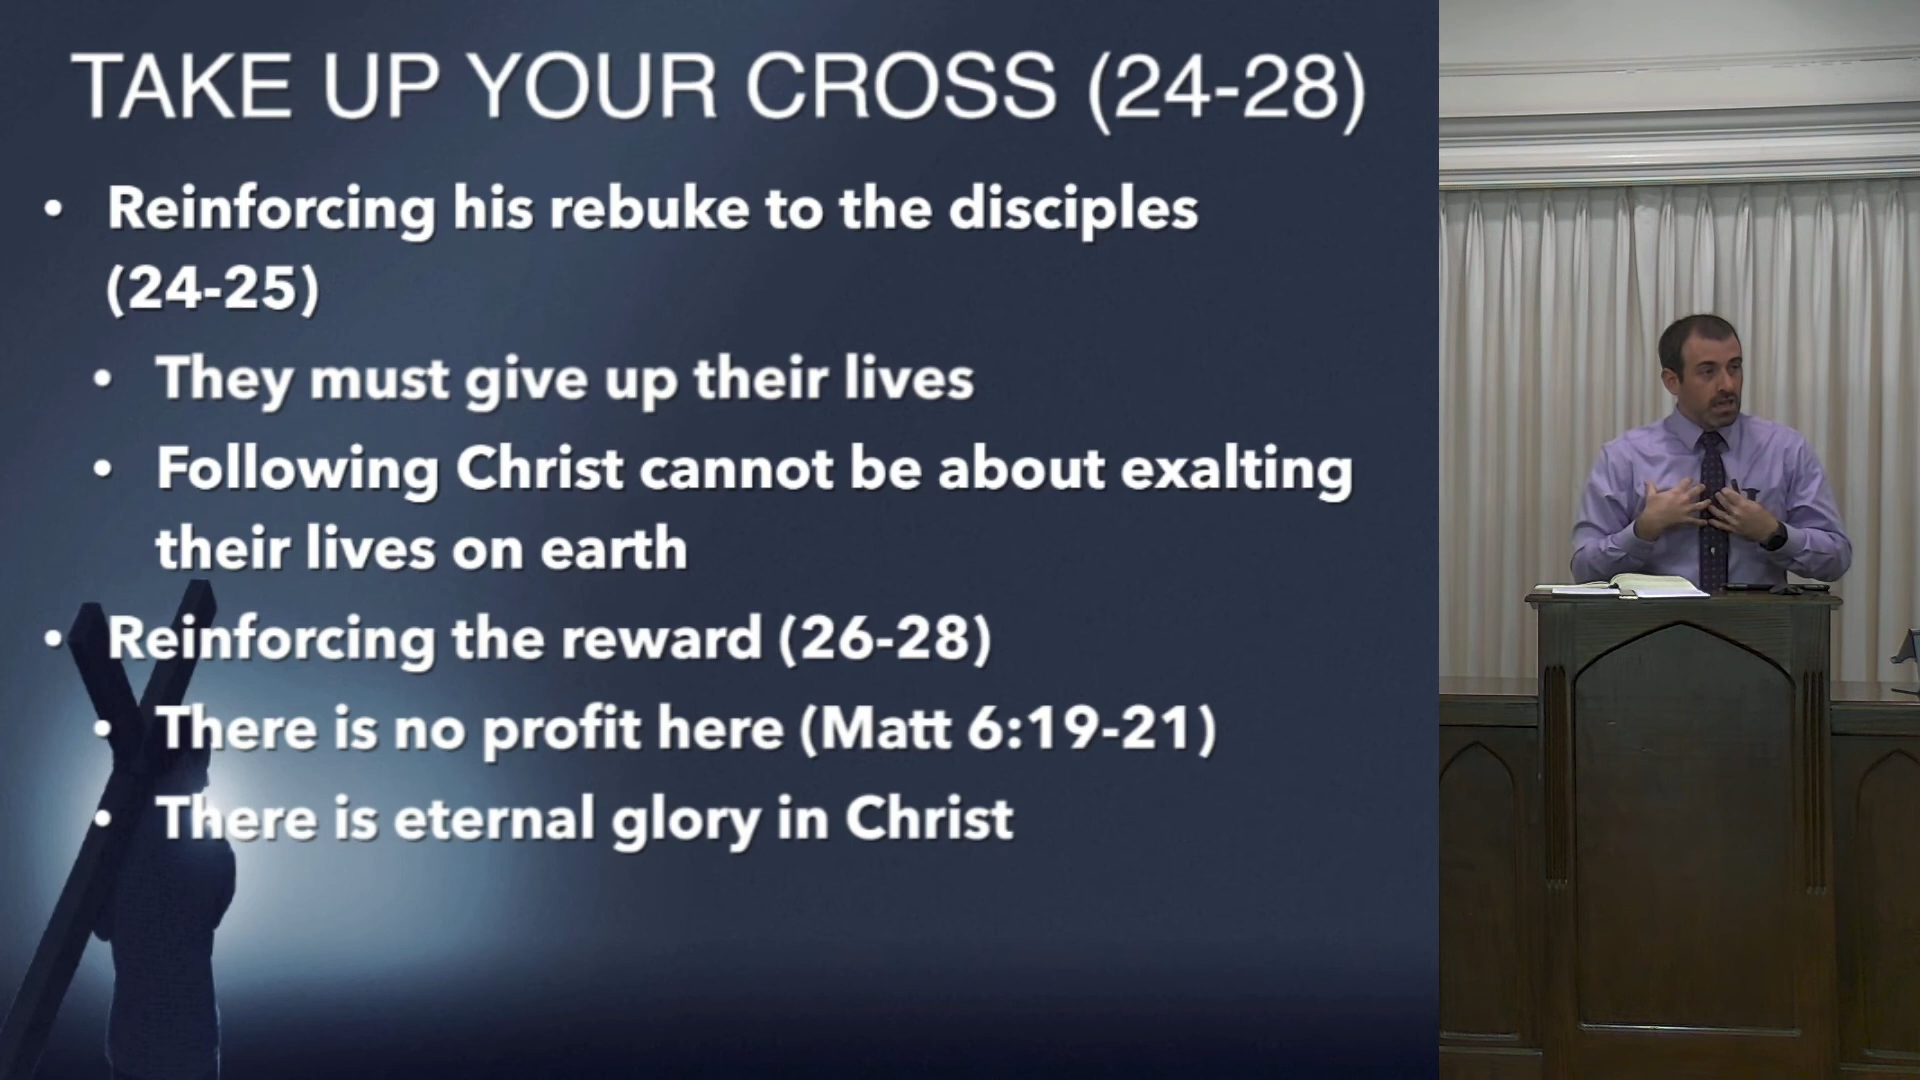 TAKE UP YOUR CROSS (24-28)
• Reinforcing his rebuke to the disciples
(24-25)
• They must give up their lives
• Following Christ cannot be about exalting
their lives on earth
• Reinforcing the reward (26-28)
• There is no profit here (Matt 6:19-21)
• There is eternal glory in Christ